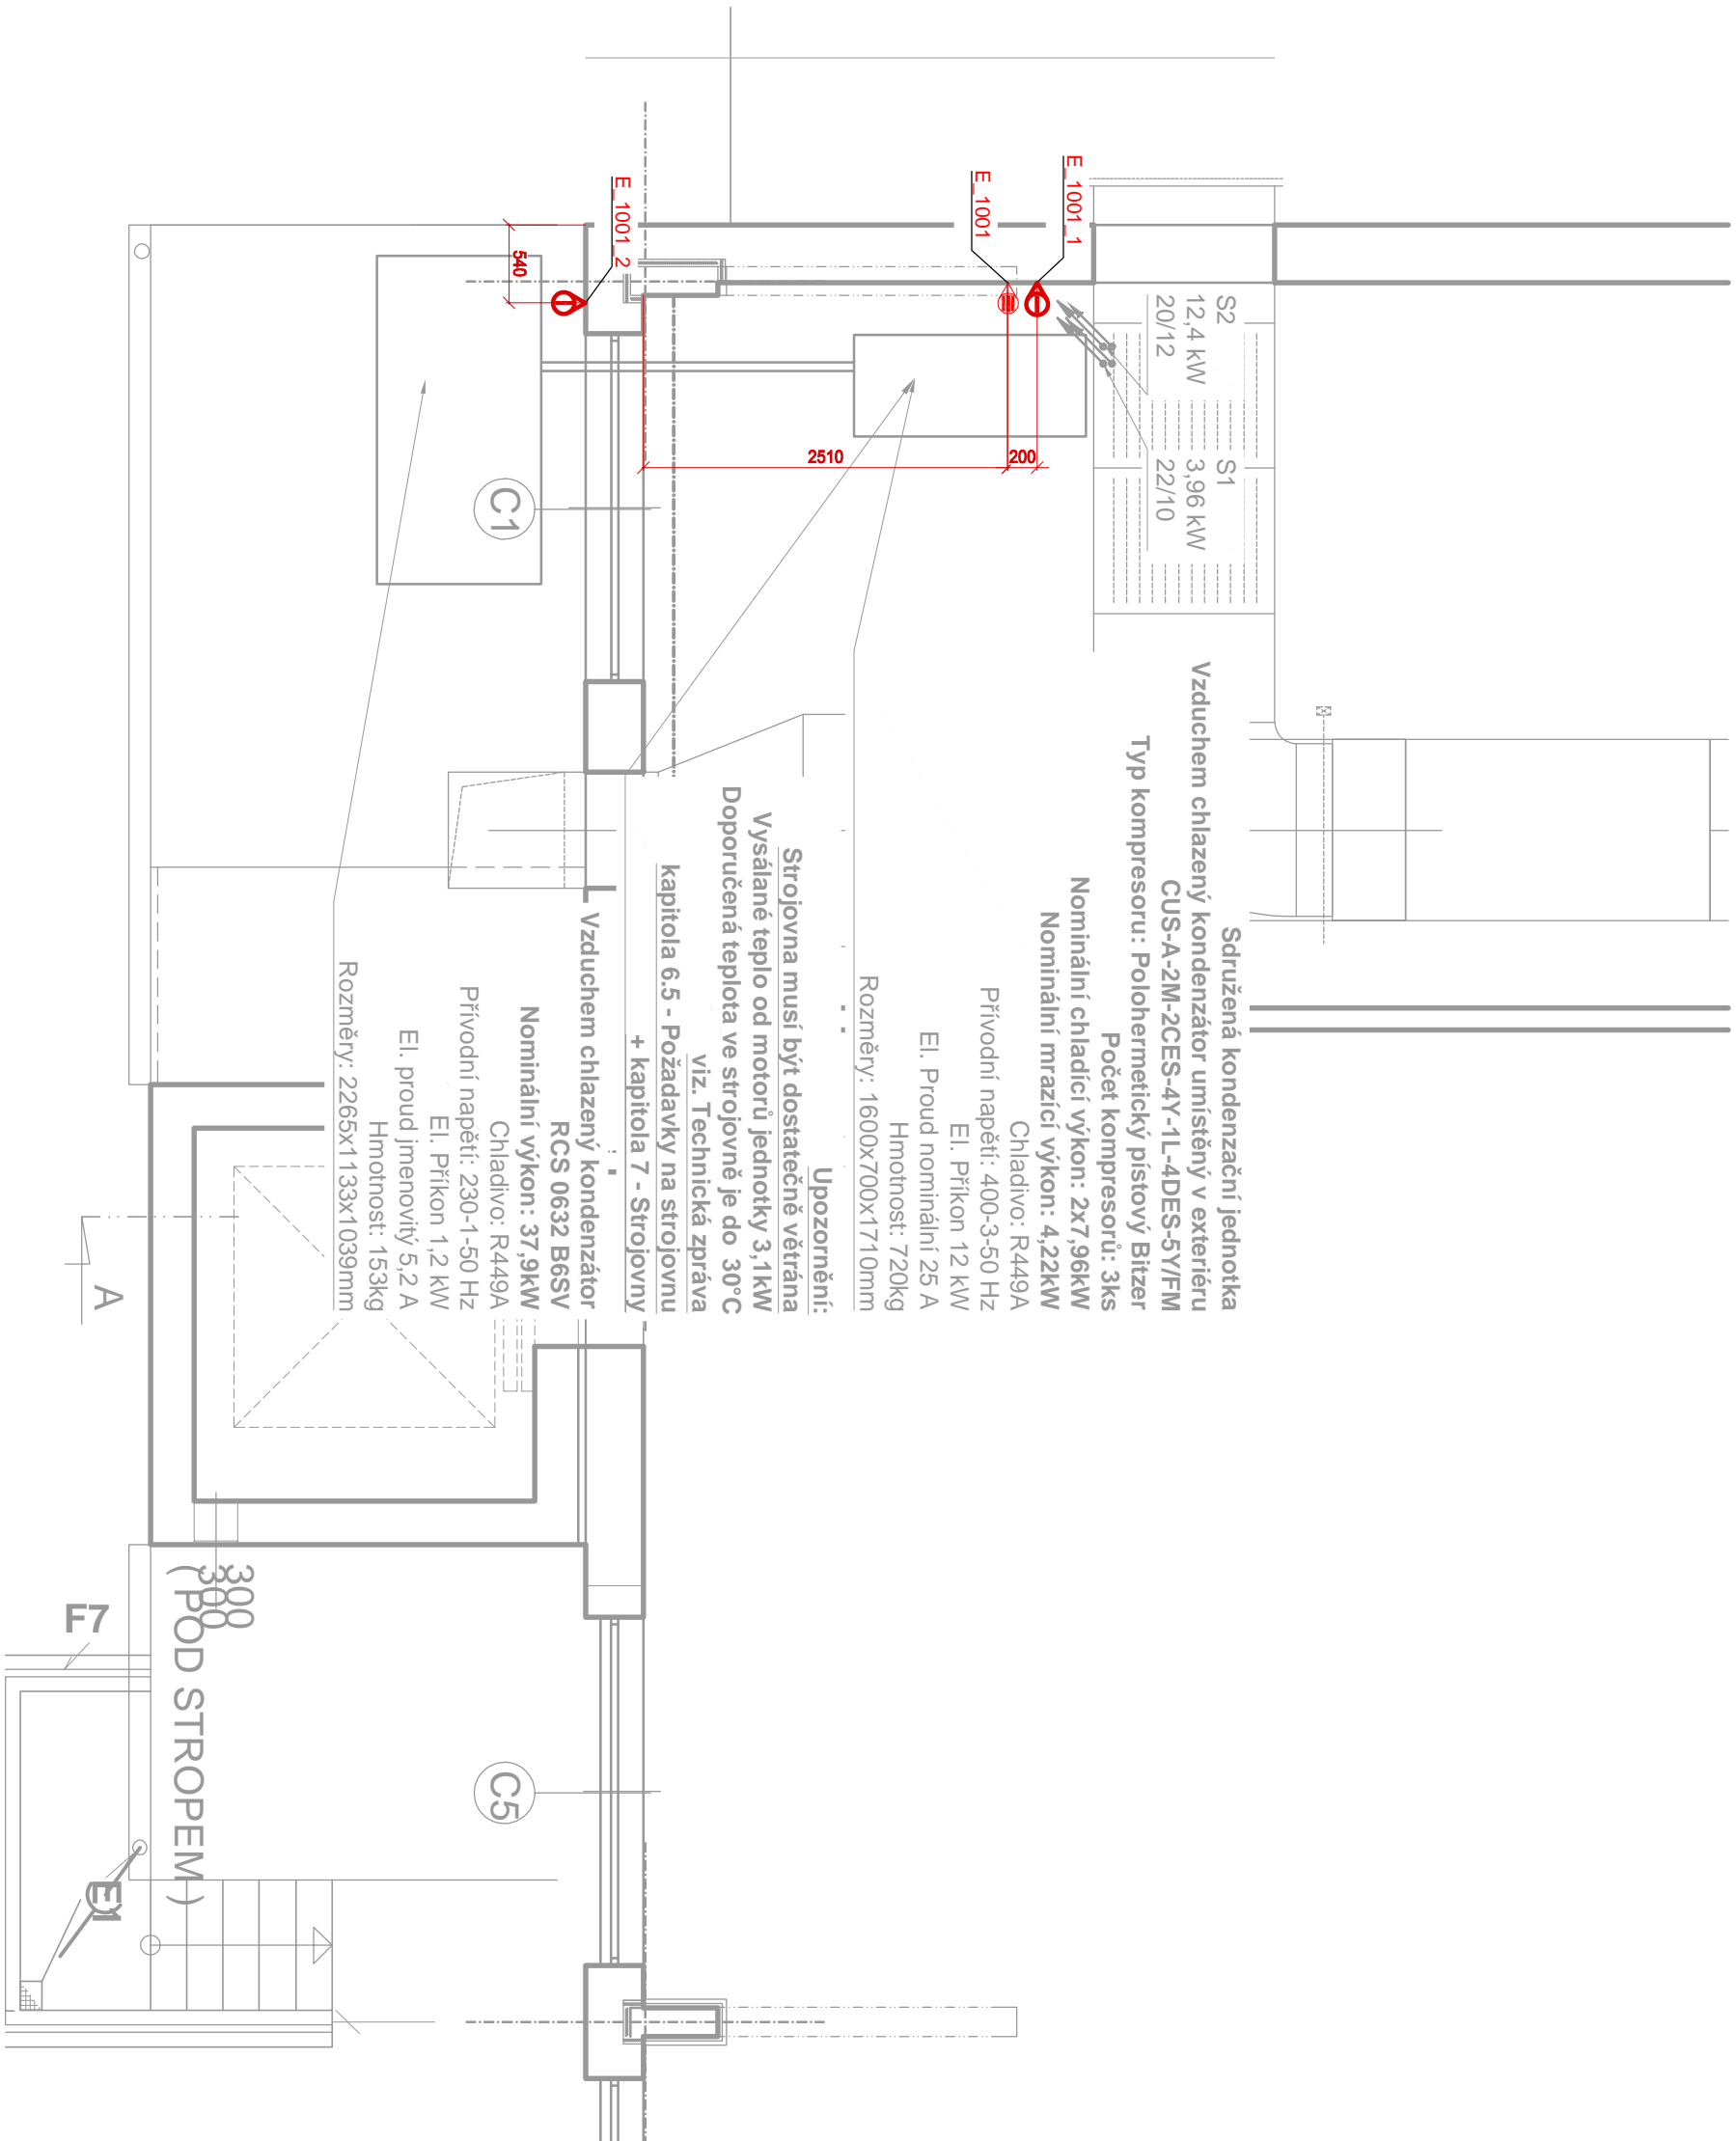 E_1001_1
E_1001
E_1001_2
540
2510
200
S2
12,4 kW
20/12
S1
3,96 kW
22/10
C1
Sdružená kondenzační jednotka
Vzduchem chlazený kondenzátor umístěný v exteriéru
CUS-A-2M-2CES-4Y-1L-4DES-5Y/FM
Typ kompresoru: Polohermetický pístový Bitzer
Počet kompresorů: 3ks
Nominální chladící výkon: 2x7,96kW
Nominální mrazící výkon: 4,22kW
Chladivo: R449A
Přívodní napětí: 400-3-50 Hz
El. Příkon 12 kW
El. Proud nominální 25 A
Hmotnost: 720kg
Rozměry: 1600x700x1710mm
Upozornění:
Strojovna musí být dostatečně větrána
Vysálané teplo od motorů jednotky 3,1kW
Doporučená teplota ve strojovně je do 30°C
viz. Technická zpráva
kapitola 6.5 - Požadavky na strojovnu
+ kapitola 7 - Strojovny
Vzduchem chlazený kondenzátor
RCS 0632 B6SV
Nominální výkon: 37,9kW
Chladivo: R449A
Přívodní napětí: 230-1-50 Hz
El. Příkon 1,2 kW
El. proud jmenovitý 5,2 A
Hmotnost: 153kg
Rozměry: 2265x1133x1039mm
A
300
300
( POD STROPEM )
F7
C5